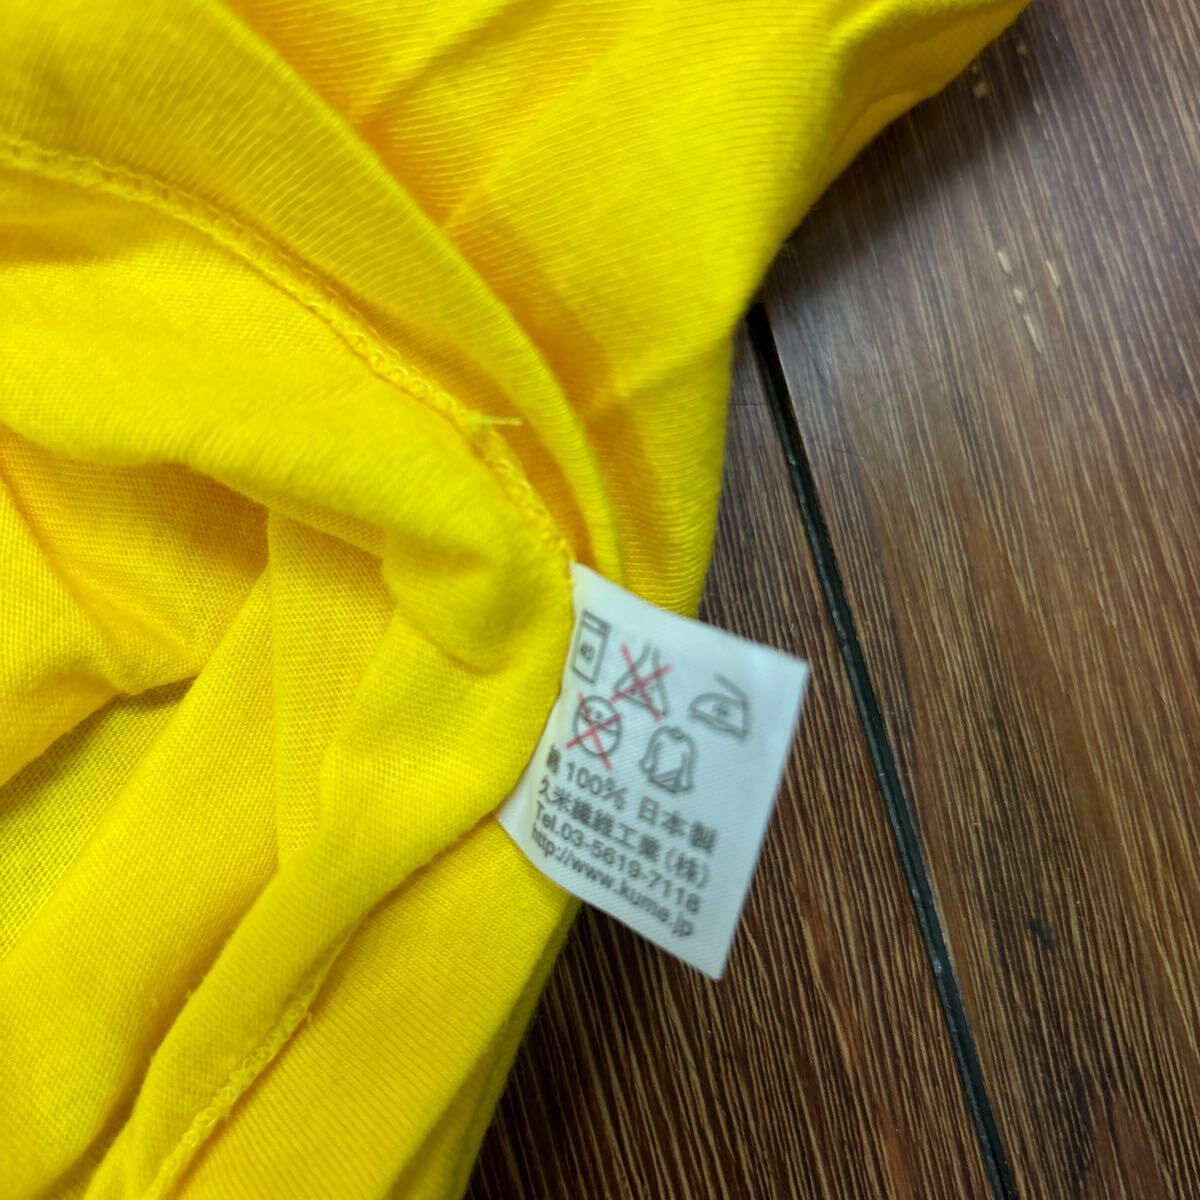 40
綿 100% 日本製
久米繊維工業(株)
Tel.03-5619-7118
http://www.kume.jp